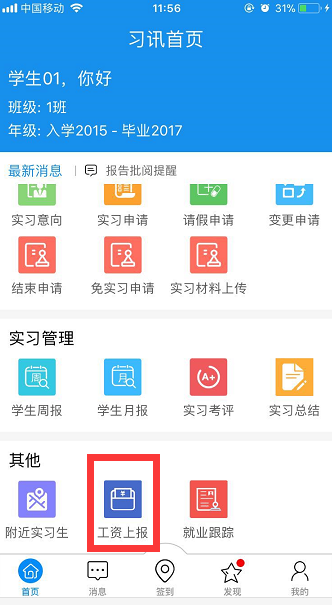 中国移动 11:56 31%
习讯首页
学生01，你好
班级: 1班
年级: 入学2015 - 毕业2017
最新消息 报告批阅提醒
实习意向 实习申请 请假申请 变更申请
结束申请 免实习申请 实习材料上传
实习管理
周 月 A+
学生周报 学生月报 实习考评 实习总结
其他
附近实习生 工资上报 就业跟踪
首页 消息 签到 发现 我的